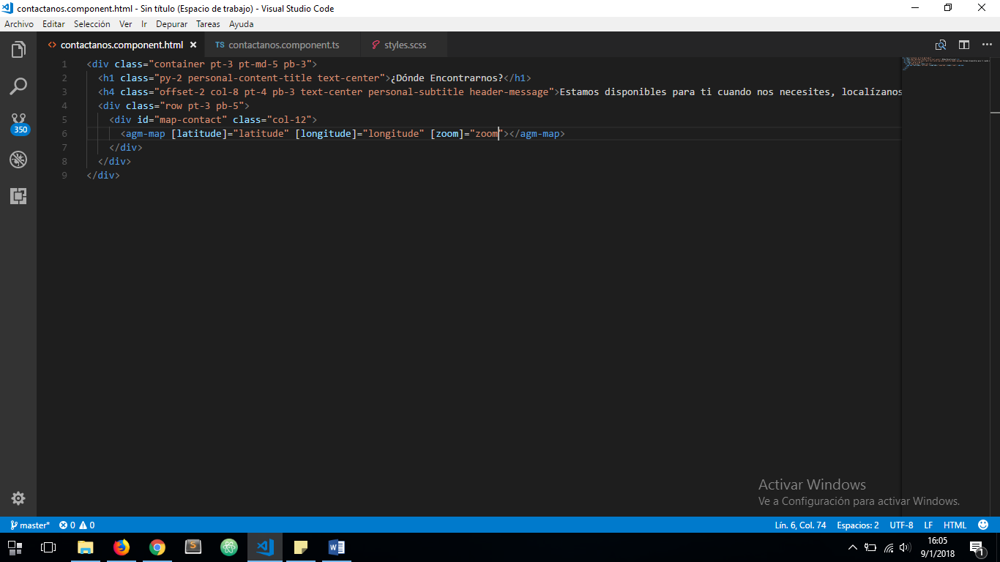 contactanos.component.html - Sin título (Espacio de trabajo) - Visual Studio Code
Archivo Editar Selección Ver Ir Depurar Tareas Ayuda
<> contactanos.component.html × TS contactanos.component.ts styles.scss ···
1 <div class="container pt-3 pt-md-5 pb-3">
2 <h1 class="py-2 personal-content-title text-center">¿Dónde Encontrarnos?</h1>
3 <h4 class="offset-2 col-8 pt-4 pb-3 text-center personal-subtitle header-message">Estamos disponibles para ti cuando nos necesites, localízanos
4 <div class="row pt-3 pb-5">
5 <div id="map-contact" class="col-12">
6 <agm-map [latitude]="latitude" [longitude]="longitude" [zoom]="zoom"></agm-map>
7 </div>
8 </div>
9 </div>
350
Activar Windows
Ve a Configuración para activar Windows.
master* 0 0 Lín. 6, Col. 74 Espacios: 2 UTF-8 LF HTML
S W
16:05
9/1/2018
1